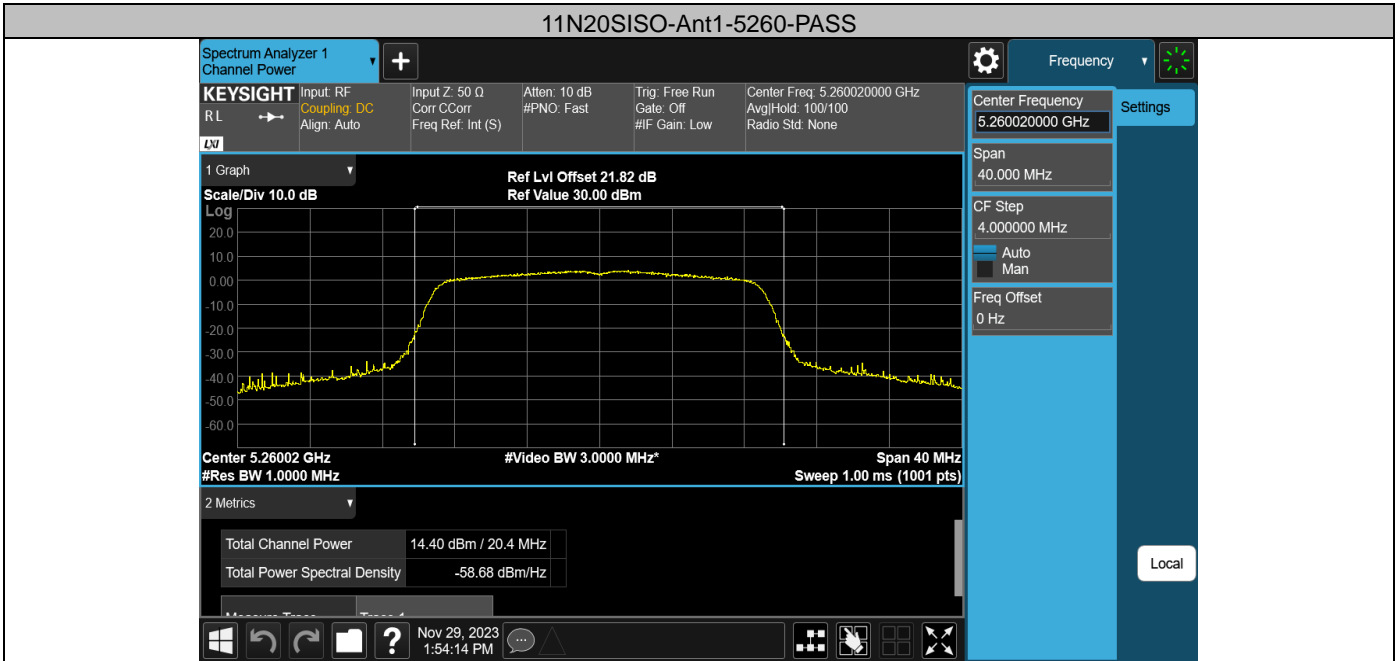 11N20SISO-Ant1-5260-PASS
Spectrum Analyzer 1
Channel Power
Frequency
KEYSIGHT
RL
LXI
Input: RF
Coupling: DC
Align: Auto
Input Z: 50 Ω
Corr CCorr
Freq Ref: Int (S)
Atten: 10 dB
#PNO: Fast
Trig: Free Run
Gate: Off
#IF Gain: Low
Center Freq: 5.260020000 GHz
Avg|Hold: 100/100
Radio Std: None
Center Frequency
5.260020000 GHz
Settings
Span
40.000 MHz
CF Step
4.000000 MHz
Auto
Man
Freq Offset
0 Hz
Local
1 Graph
Scale/Div 10.0 dB
Ref Lvl Offset 21.82 dB
Ref Value 30.00 dBm
Log
20.0
10.0
0.00
-10.0
-20.0
-30.0
-40.0
-50.0
-60.0
Center 5.26002 GHz
#Video BW 3.0000 MHz*
Span 40 MHz
#Res BW 1.0000 MHz
Sweep 1.00 ms (1001 pts)
2 Metrics
Total Channel Power 14.40 dBm / 20.4 MHz
Total Power Spectral Density -58.68 dBm/Hz
Measure Trace Trace 1
Nov 29, 2023
1:54:14 PM